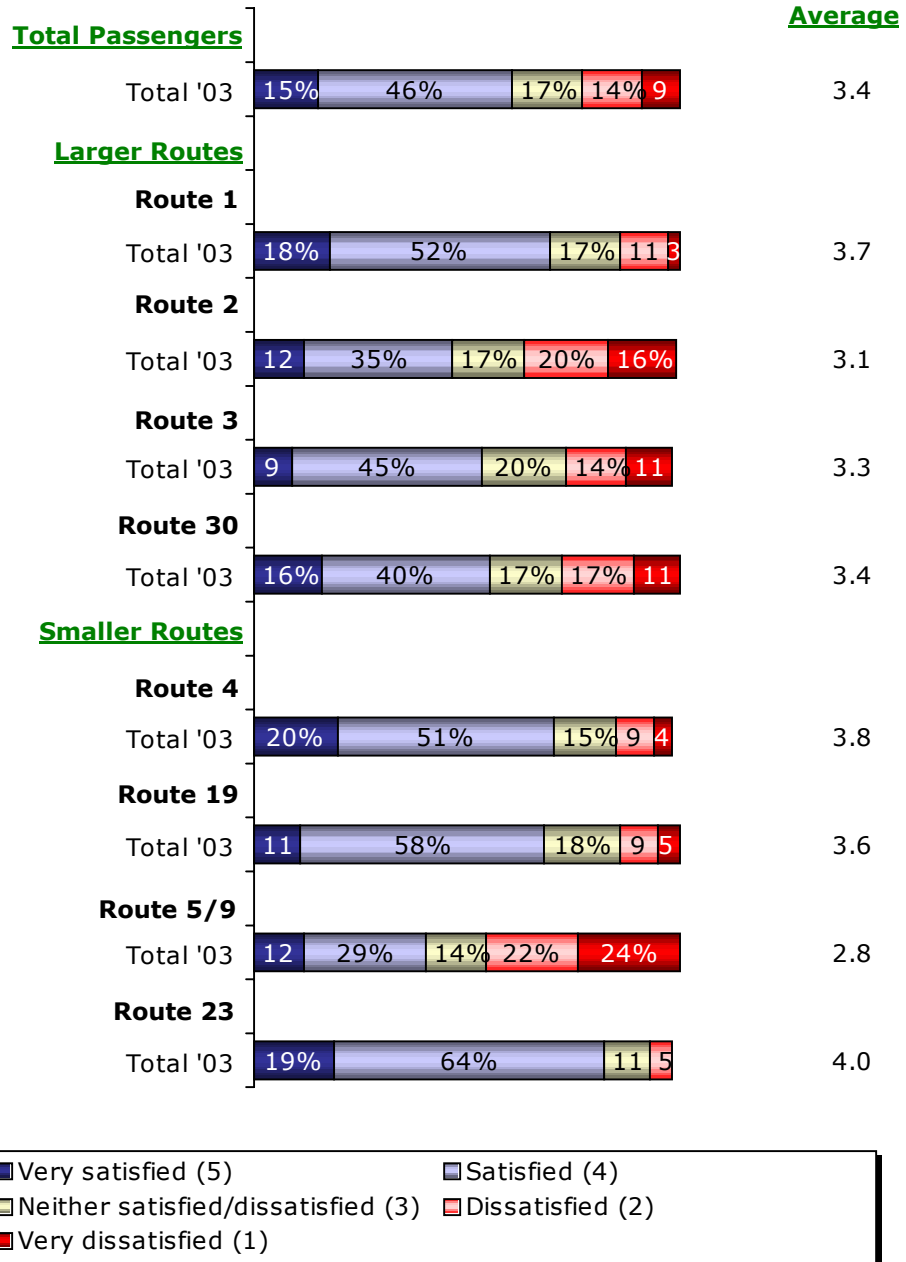 Average
Total Passengers
Total '03 15% 46% 17% 14% 9 3.4
Larger Routes
Route 1
Total '03 18% 52% 17% 11 3 3.7
Route 2
Total '03 12 35% 17% 20% 16% 3.1
Route 3
Total '03 9 45% 20% 14% 11 3.3
Route 30
Total '03 16% 40% 17% 17% 11 3.4
Smaller Routes
Route 4
Total '03 20% 51% 15% 9 4 3.8
Route 19
Total '03 11 58% 18% 9 5 3.6
Route 5/9
Total '03 12 29% 14% 22% 24% 2.8
Route 23
Total '03 19% 64% 11 5 4.0
Very satisfied (5) Satisfied (4)
Neither satisfied/dissatisfied (3) Dissatisfied (2)
Very dissatisfied (1)